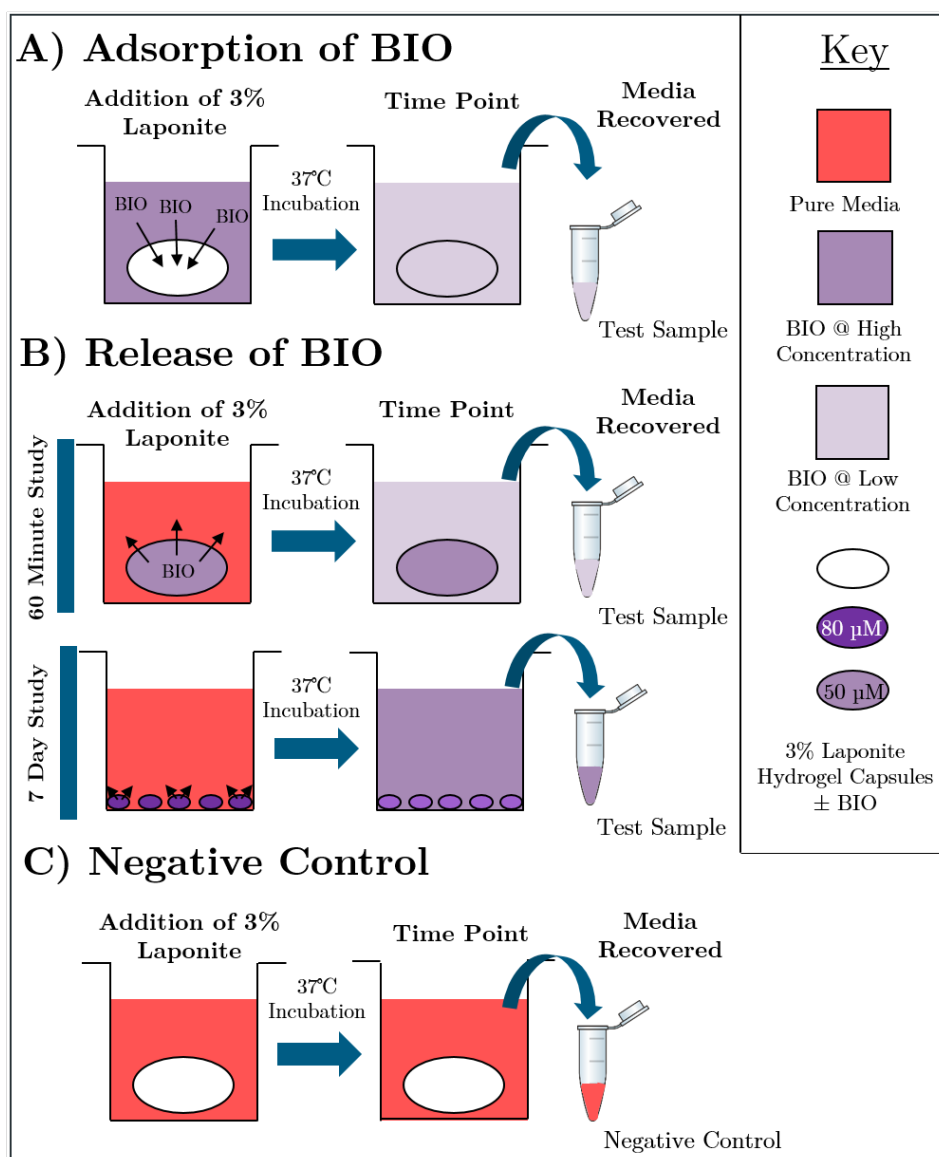 A) Adsorption of BIO
Addition of 3%
Laponite
Time Point
Media
Recovered
BIO
BIO
BIO
37℃
Incubation
Test Sample
B) Release of BIO
60 Minute Study
Addition of 3%
Laponite
Time Point
Media
Recovered
BIO
37℃
Incubation
Test Sample
7 Day Study
37℃
Incubation
Test Sample
C) Negative Control
Addition of 3%
Laponite
Time Point
Media
Recovered
37℃
Incubation
Negative Control
Key
Pure Media
BIO @ High
Concentration
BIO @ Low
Concentration
80 µM
50 µM
3% Laponite
Hydrogel Capsules
± BIO